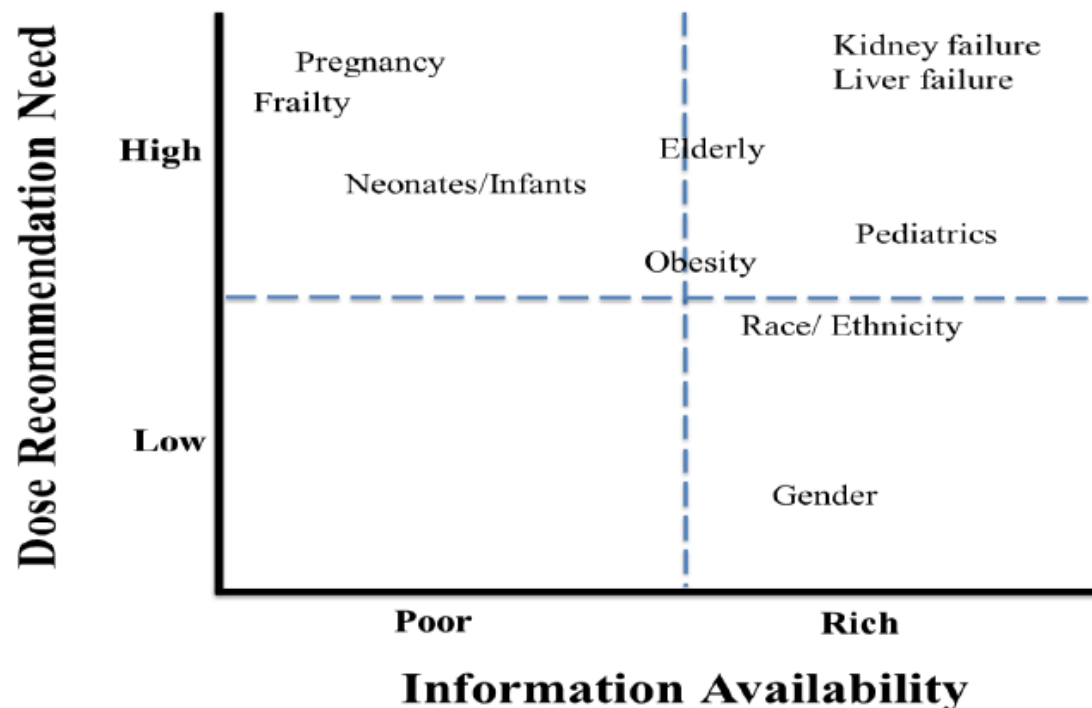 Dose Recommendation Need
High
Low
Pregnancy
Frailty
Neonates/Infants
Kidney failure
Liver failure
Elderly
Pediatrics
Obesity
Race/ Ethnicity
Gender
Poor
Rich
Information Availability